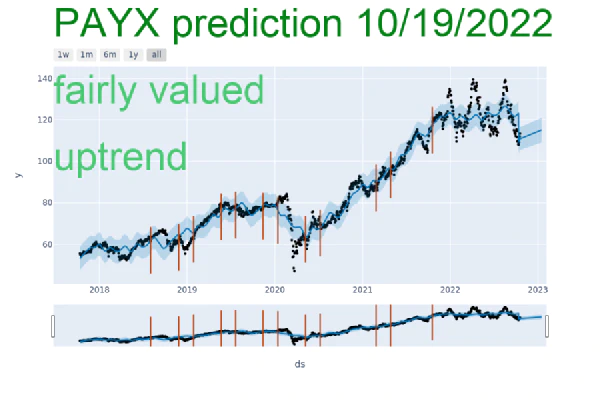 PAYX prediction 10/19/2022
1w 1m 6m 1y all
fairly valued
uptrend
140
120
100
80
60
y
2018 2019 2020 2021 2022 2023
ds